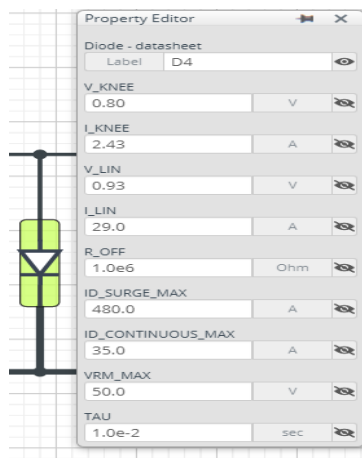 Property Editor
Diode - datasheet
Label D4
V_KNEE
0.80 V
I_KNEE
2.43 A
V_LIN
0.93 V
I_LIN
29.0 A
R_OFF
1.0e6 Ohm
ID_SURGE_MAX
480.0 A
ID_CONTINUOUS_MAX
35.0 A
VRM_MAX
50.0 V
TAU
1.0e-2 sec